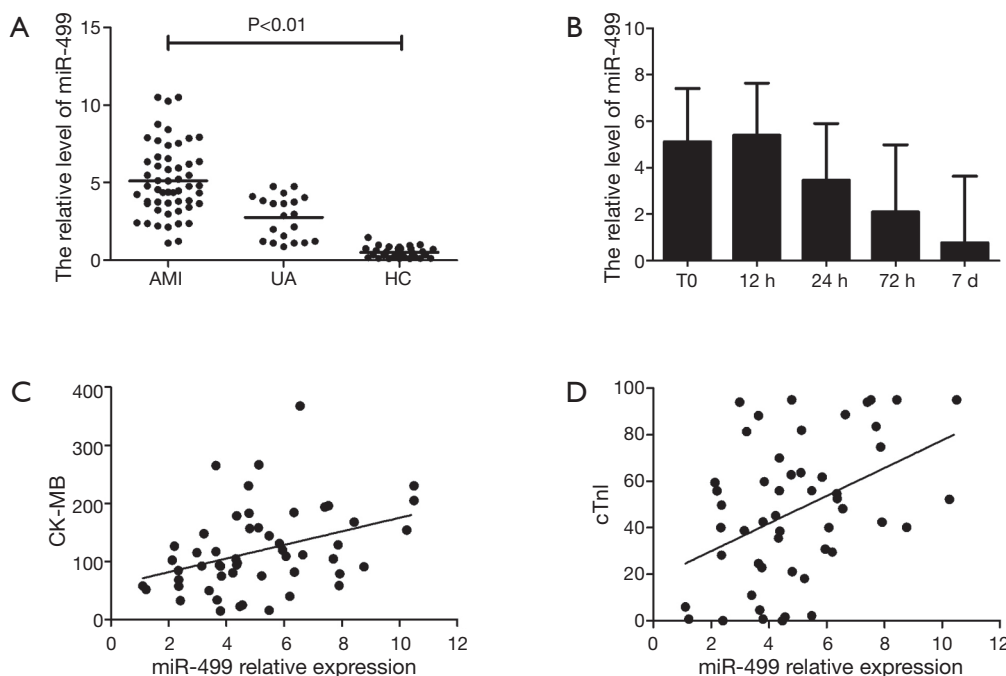 A
P<0.01
The relative level of miR-499
15
10
5
0
AMI UA HC
B
The relative level of miR-499
10
8
6
4
2
0
T0 12 h 24 h 72 h 7 d
C
CK-MB
400
300
200
100
0
0 2 4 6 8 10 12
miR-499 relative expression
D
cTnI
100
80
60
40
20
0
0 2 4 6 8 10 12
miR-499 relative expression